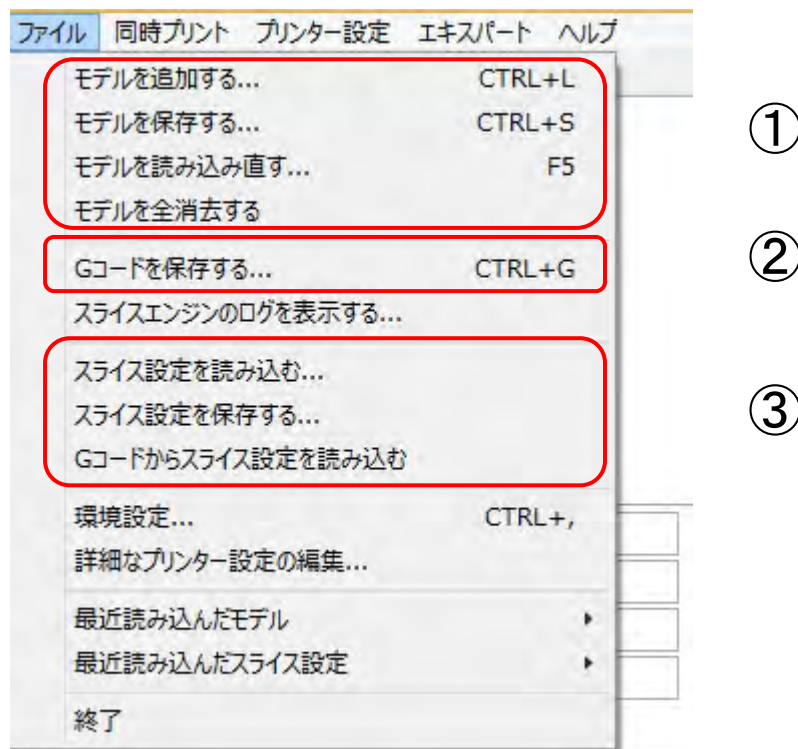 ファイル 同時プリント プリンター設定 エキスパート ヘルプ
モデルを追加する... CTRL+L
モデルを保存する... CTRL+S
モデルを読み込み直す... F5
モデルを全消去する
①
Gコードを保存する... CTRL+G
②
スライスエンジンのログを表示する...
スライス設定を読み込む...
スライス設定を保存する...
③
Gコードからスライス設定を読み込む
環境設定... CTRL+,
詳細なプリンター設定の編集...
最近読み込んだモデル
最近読み込んだスライス設定
終了